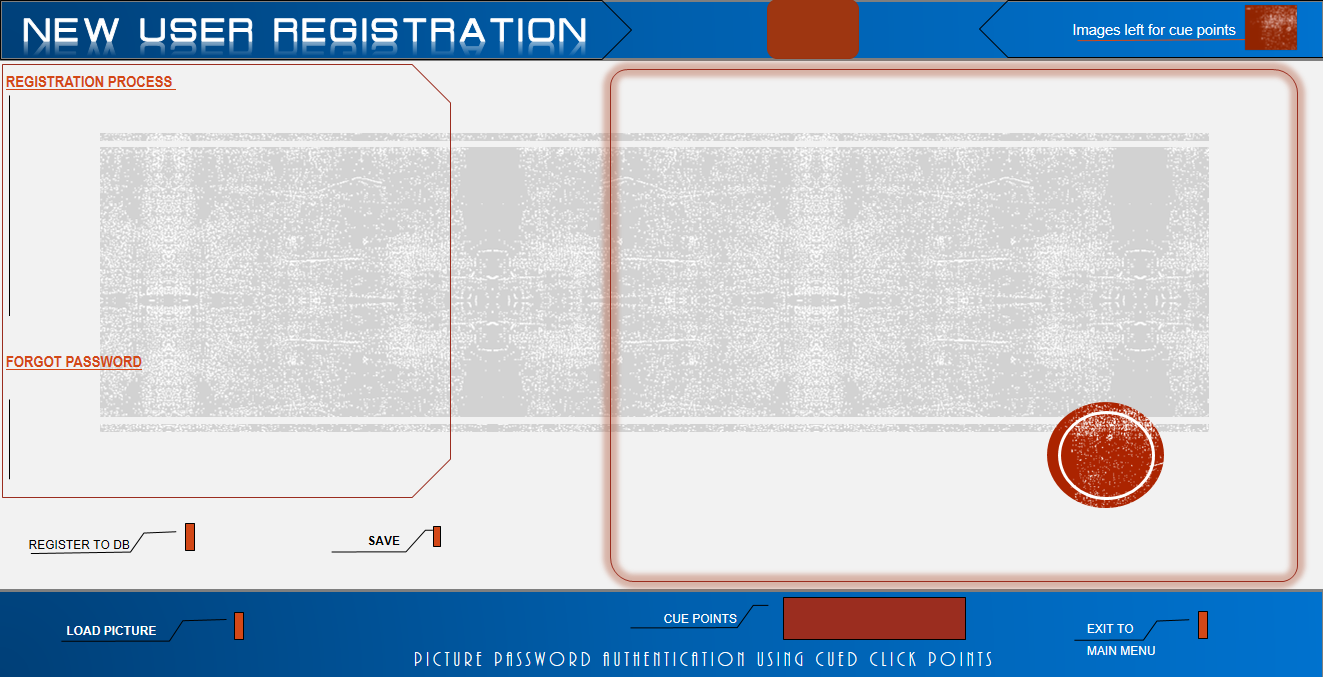 NEW USER REGISTRATION
Images left for cue points
REGISTRATION PROCESS
FORGOT PASSWORD
REGISTER TO DB
SAVE
LOAD PICTURE
CUE POINTS
EXIT TO
MAIN MENU
PICTURE PASSWORD AUTHENTICATION USING CUED CLICK POINTS